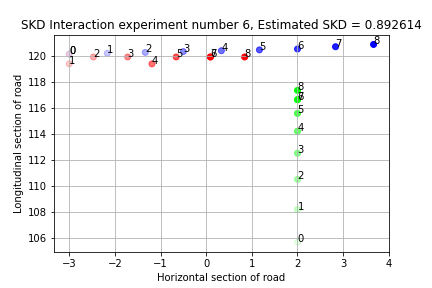 SKD Interaction experiment number 6, Estimated SKD = 0.892614
Longitudinal section of road
120
118
116
114
112
110
108
106
0 1 2 3 4 5 6 7 8
0 1 2 3 4 5 6 7 8
8
7
6
5
4
3
2
1
0
−3 −2 −1 0 1 2 3 4
Horizontal section of road